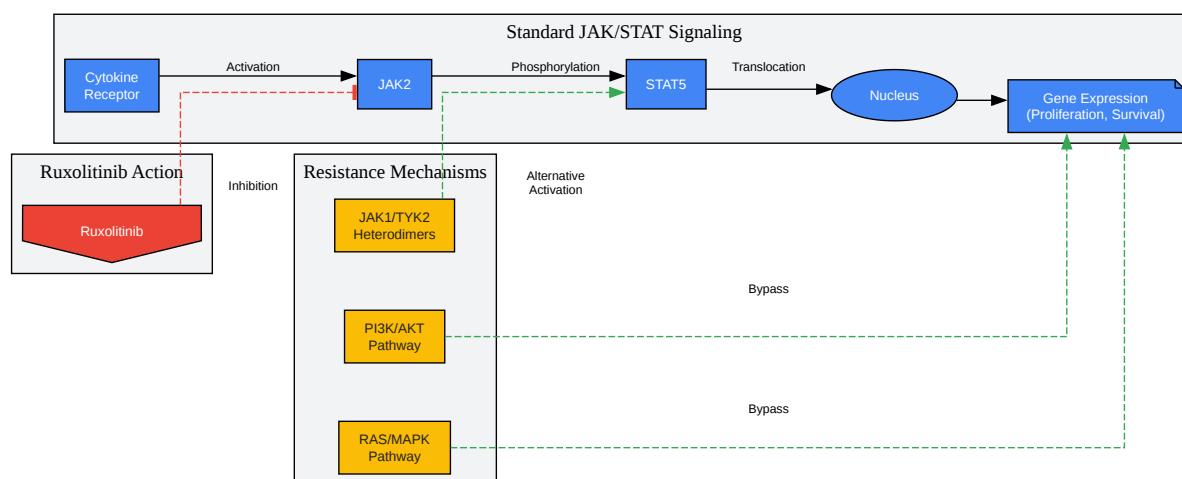 Standard JAK/STAT Signaling
Cytokine
Receptor
Activation
JAK2
Phosphorylation
STAT5
Translocation
Nucleus
Gene Expression
(Proliferation, Survival)
Ruxolitinib Action
Inhibition
Ruxolitinib
Resistance Mechanisms
Alternative
Activation
JAK1/TYK2
Heterodimers
Bypass
PI3K/AKT
Pathway
Bypass
RAS/MAPK
Pathway